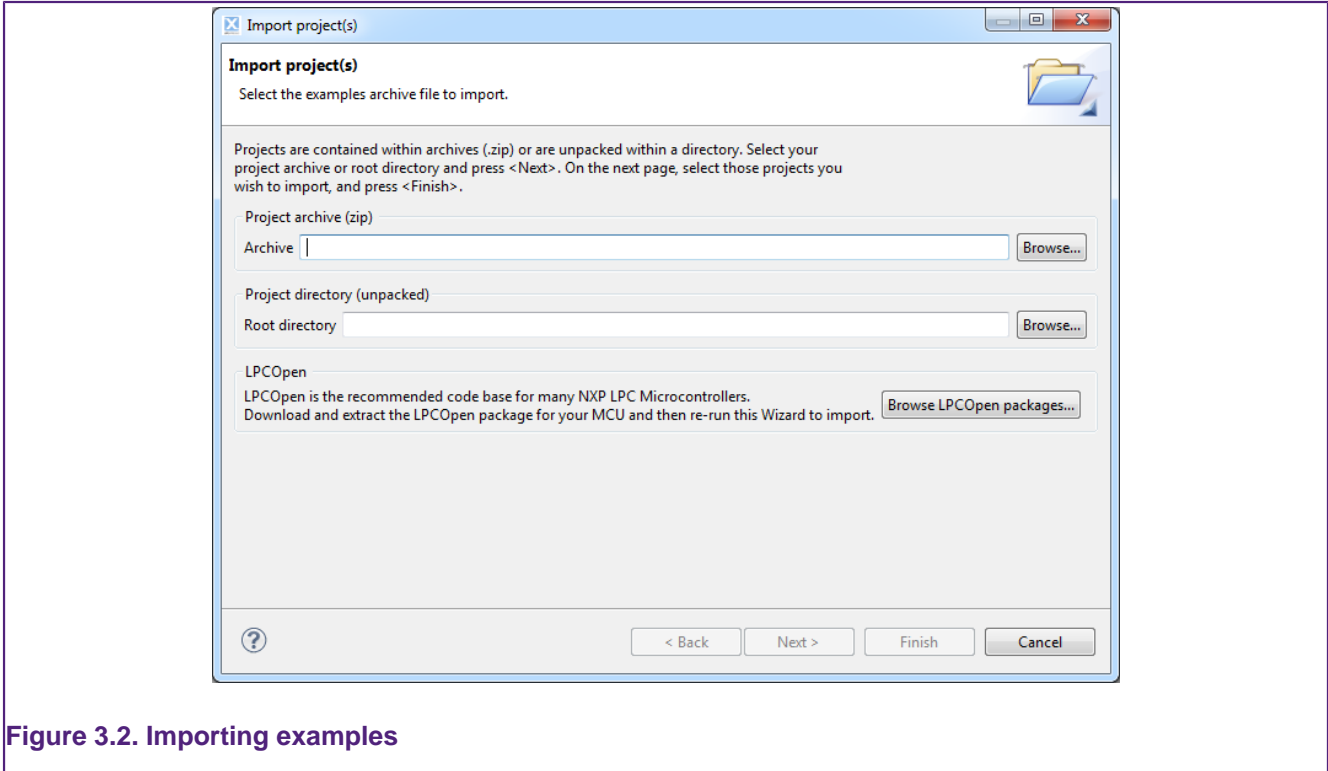 Import project(s)
Import project(s)
Select the examples archive file to import.
Projects are contained within archives (.zip) or are unpacked within a directory. Select your
project archive or root directory and press <Next>. On the next page, select those projects you
wish to import, and press <Finish>.
Project archive (zip)
Archive
Browse...
Project directory (unpacked)
Root directory
Browse...
LPCOpen
LPCOpen is the recommended code base for many NXP LPC Microcontrollers.
Download and extract the LPCOpen package for your MCU and then re-run this Wizard to import.
Browse LPCOpen packages...
?
< Back
Next >
Finish
Cancel
Figure 3.2. Importing examples